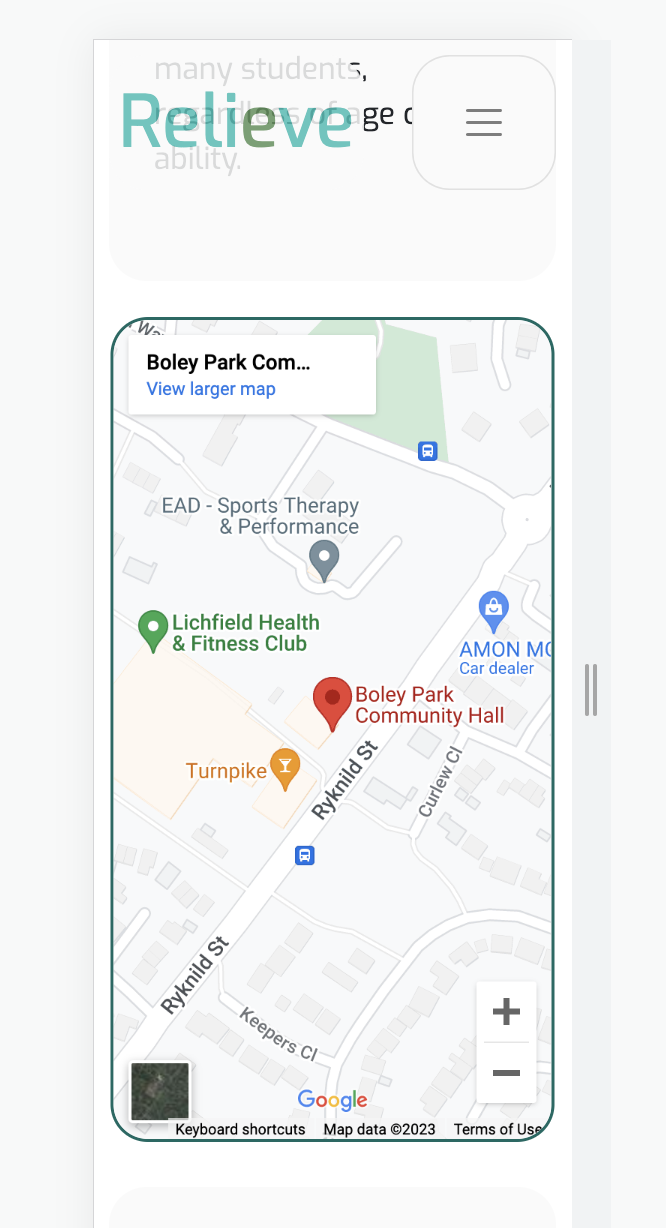 many students,
regardless of age o
ability.
Relieve
Boley Park Com...
View larger map
EAD - Sports Therapy
& Performance
Lichfield Health
& Fitness Club
AMON MO
Car dealer
Boley Park
Community Hall
Turnpike
Ryknild St
Curlew Cl
Ryknild St
Keepers Cl
Google
Keyboard shortcuts
Map data ©2023
Terms of Use